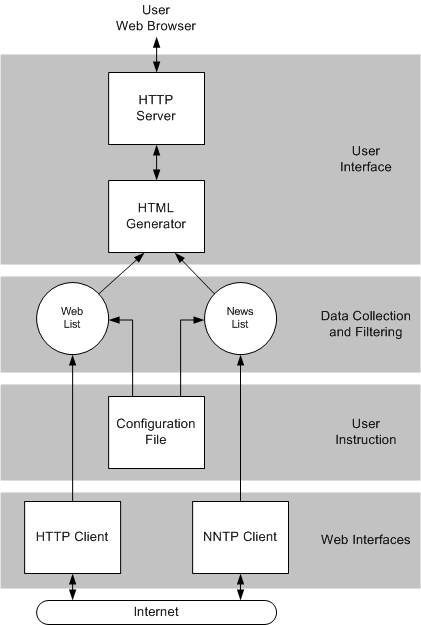 User
Web Browser
HTTP
Server
User
Interface
HTML
Generator
Web
List
News
List
Data Collection
and Filtering
Configuration
File
User
Instruction
HTTP Client
NNTP Client
Web Interfaces
Internet